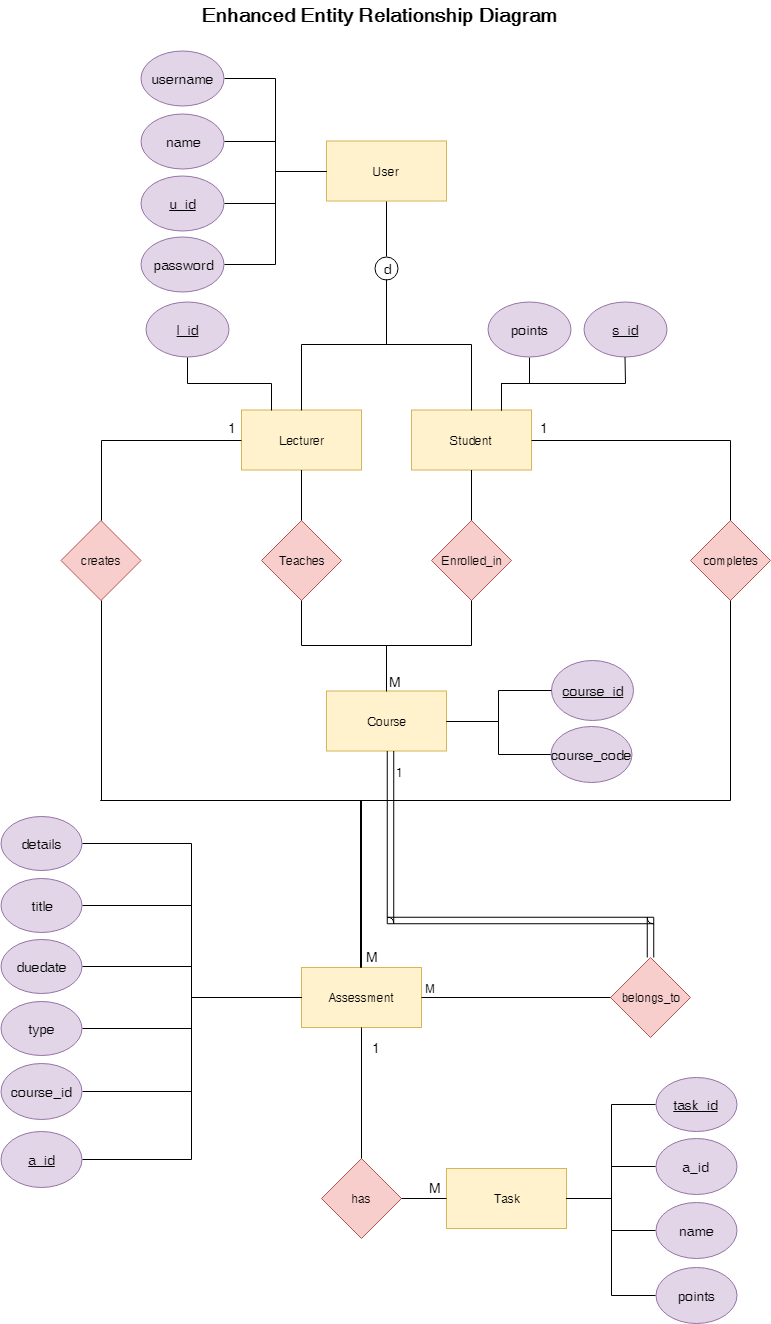 Enhanced Entity Relationship Diagram
username
name
User
u_id
password
d
l_id
points
s_id
1
Lecturer
Student
1
creates
Teaches
Enrolled_in
completes
M
course_id
Course
course_code
1
details
title
M
duedate
Assessment
M
belongs_to
type
1
course_id
a_id
task_id
a_id
has
M
Task
name
points